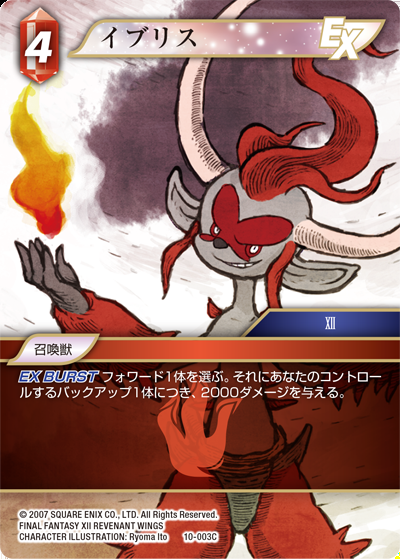 4
イブリス
EX
XII
召喚獣
EX BURST フォワード1体を選ぶ。それにあなたのコントロー
ルするバックアップ1体につき、2000ダメージを与える。
© 2007 SQUARE ENIX CO., LTD. All Rights Reserved.
FINAL FANTASY XII REVENANT WINGS
CHARACTER ILLUSTRATION: Ryoma Ito 10-003C